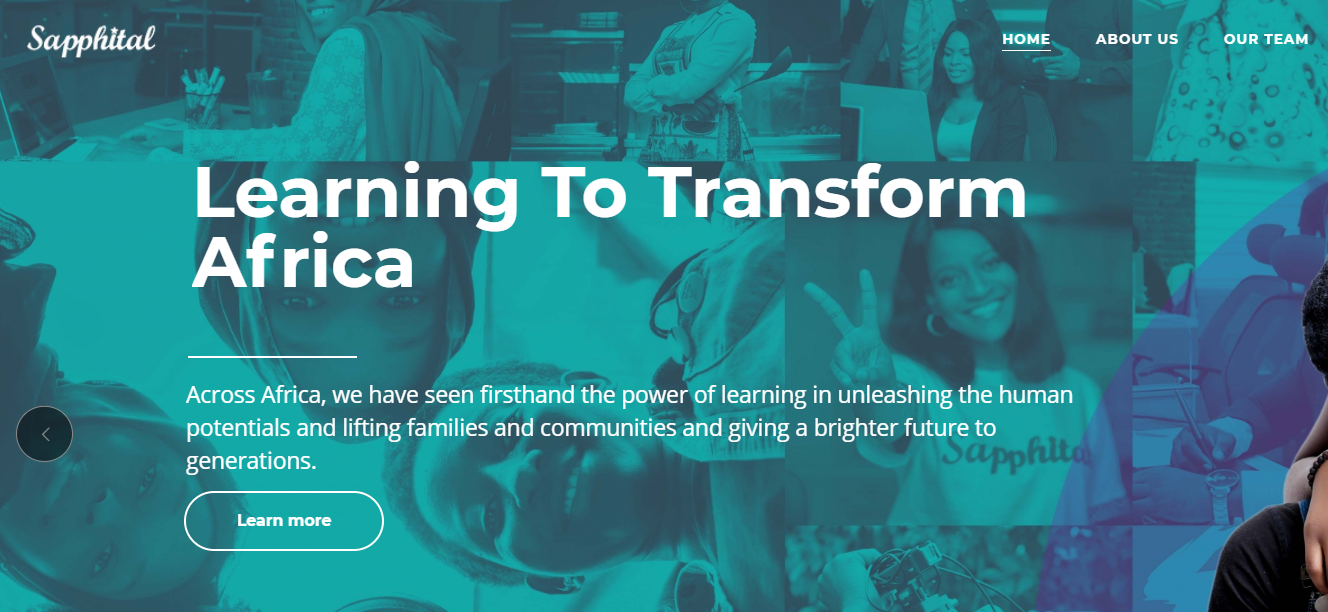 Sapphital
HOME
ABOUT US
OUR TEAM
Learning To Transform
Africa
Across Africa, we have seen firsthand the power of learning in unleashing the human
potentials and lifting families and communities and giving a brighter future to
generations.
Sapphital
Learn more